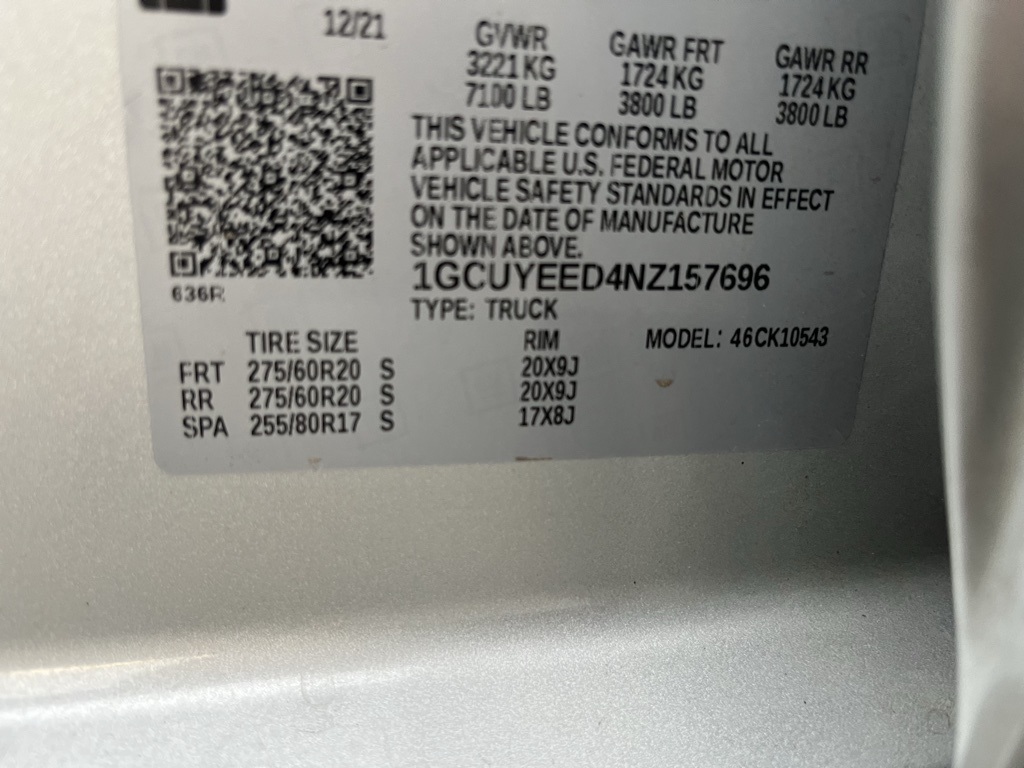 12/21 GVWR GAWR FRT GAWR RR
3221 KG 1724 KG 1724 KG
7100 LB 3800 LB 3800 LB
THIS VEHICLE CONFORMS TO ALL
APPLICABLE U.S. FEDERAL MOTOR
VEHICLE SAFETY STANDARDS IN EFFECT
ON THE DATE OF MANUFACTURE
SHOWN ABOVE.
1GCUYEED4NZ157696
636R
TYPE: TRUCK
TIRE SIZE RIM MODEL: 46CK10543
FRT 275/60R20 S 20X9J
RR 275/60R20 S 20X9J
SPA 255/80R17 S 17X8J